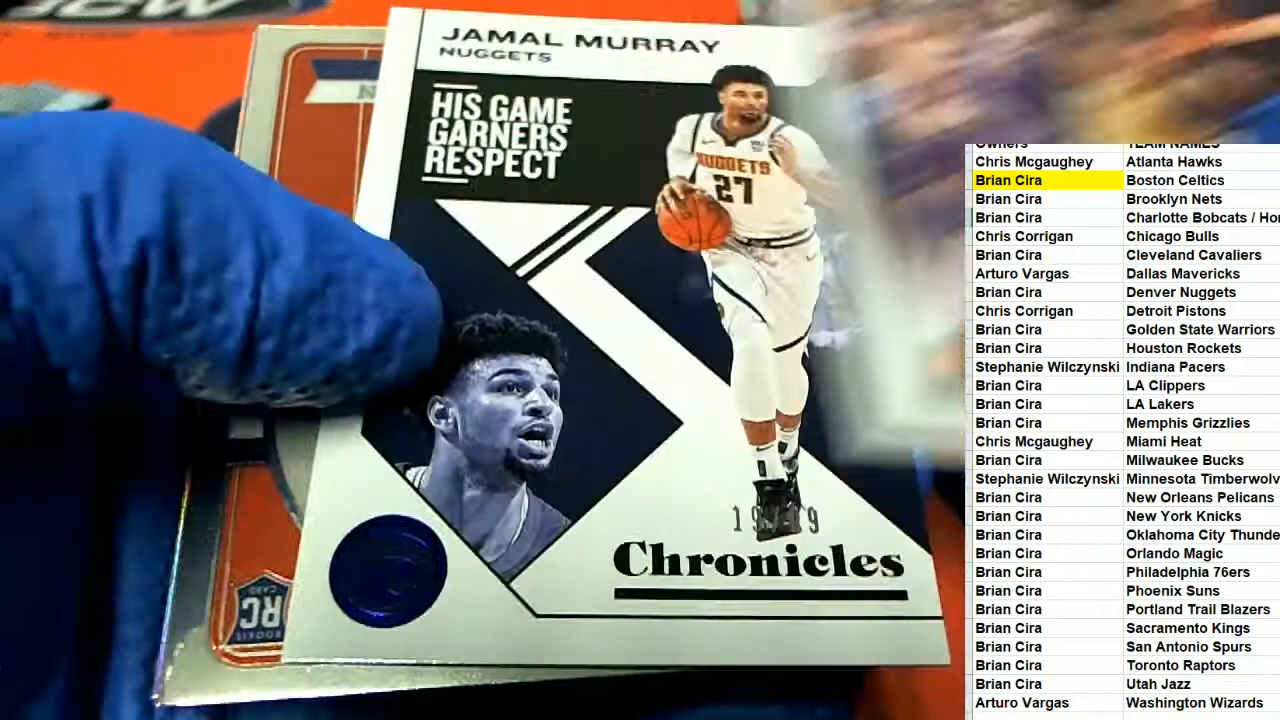 JAMAL MURRAY
NUGGETS
HIS GAME
GARNERS
RESPECT
NUGGETS
27
Chronicles
RC
ROOKIE
CARD
Owners TEAM NAMES
Chris Mcgaughey Atlanta Hawks
Brian Cira Boston Celtics
Brian Cira Brooklyn Nets
Brian Cira Charlotte Bobcats / Ho
Chris Corrigan Chicago Bulls
Brian Cira Cleveland Cavaliers
Arturo Vargas Dallas Mavericks
Brian Cira Denver Nuggets
Chris Corrigan Detroit Pistons
Brian Cira Golden State Warriors
Brian Cira Houston Rockets
Stephanie Wilczynski Indiana Pacers
Brian Cira LA Clippers
Brian Cira LA Lakers
Brian Cira Memphis Grizzlies
Chris Mcgaughey Miami Heat
Brian Cira Milwaukee Bucks
Stephanie Wilczynski Minnesota Timberwolv
Brian Cira New Orleans Pelicans
Brian Cira New York Knicks
Brian Cira Oklahoma City Thunde
Brian Cira Orlando Magic
Brian Cira Philadelphia 76ers
Brian Cira Phoenix Suns
Brian Cira Portland Trail Blazers
Brian Cira Sacramento Kings
Brian Cira San Antonio Spurs
Brian Cira Toronto Raptors
Brian Cira Utah Jazz
Arturo Vargas Washington Wizards